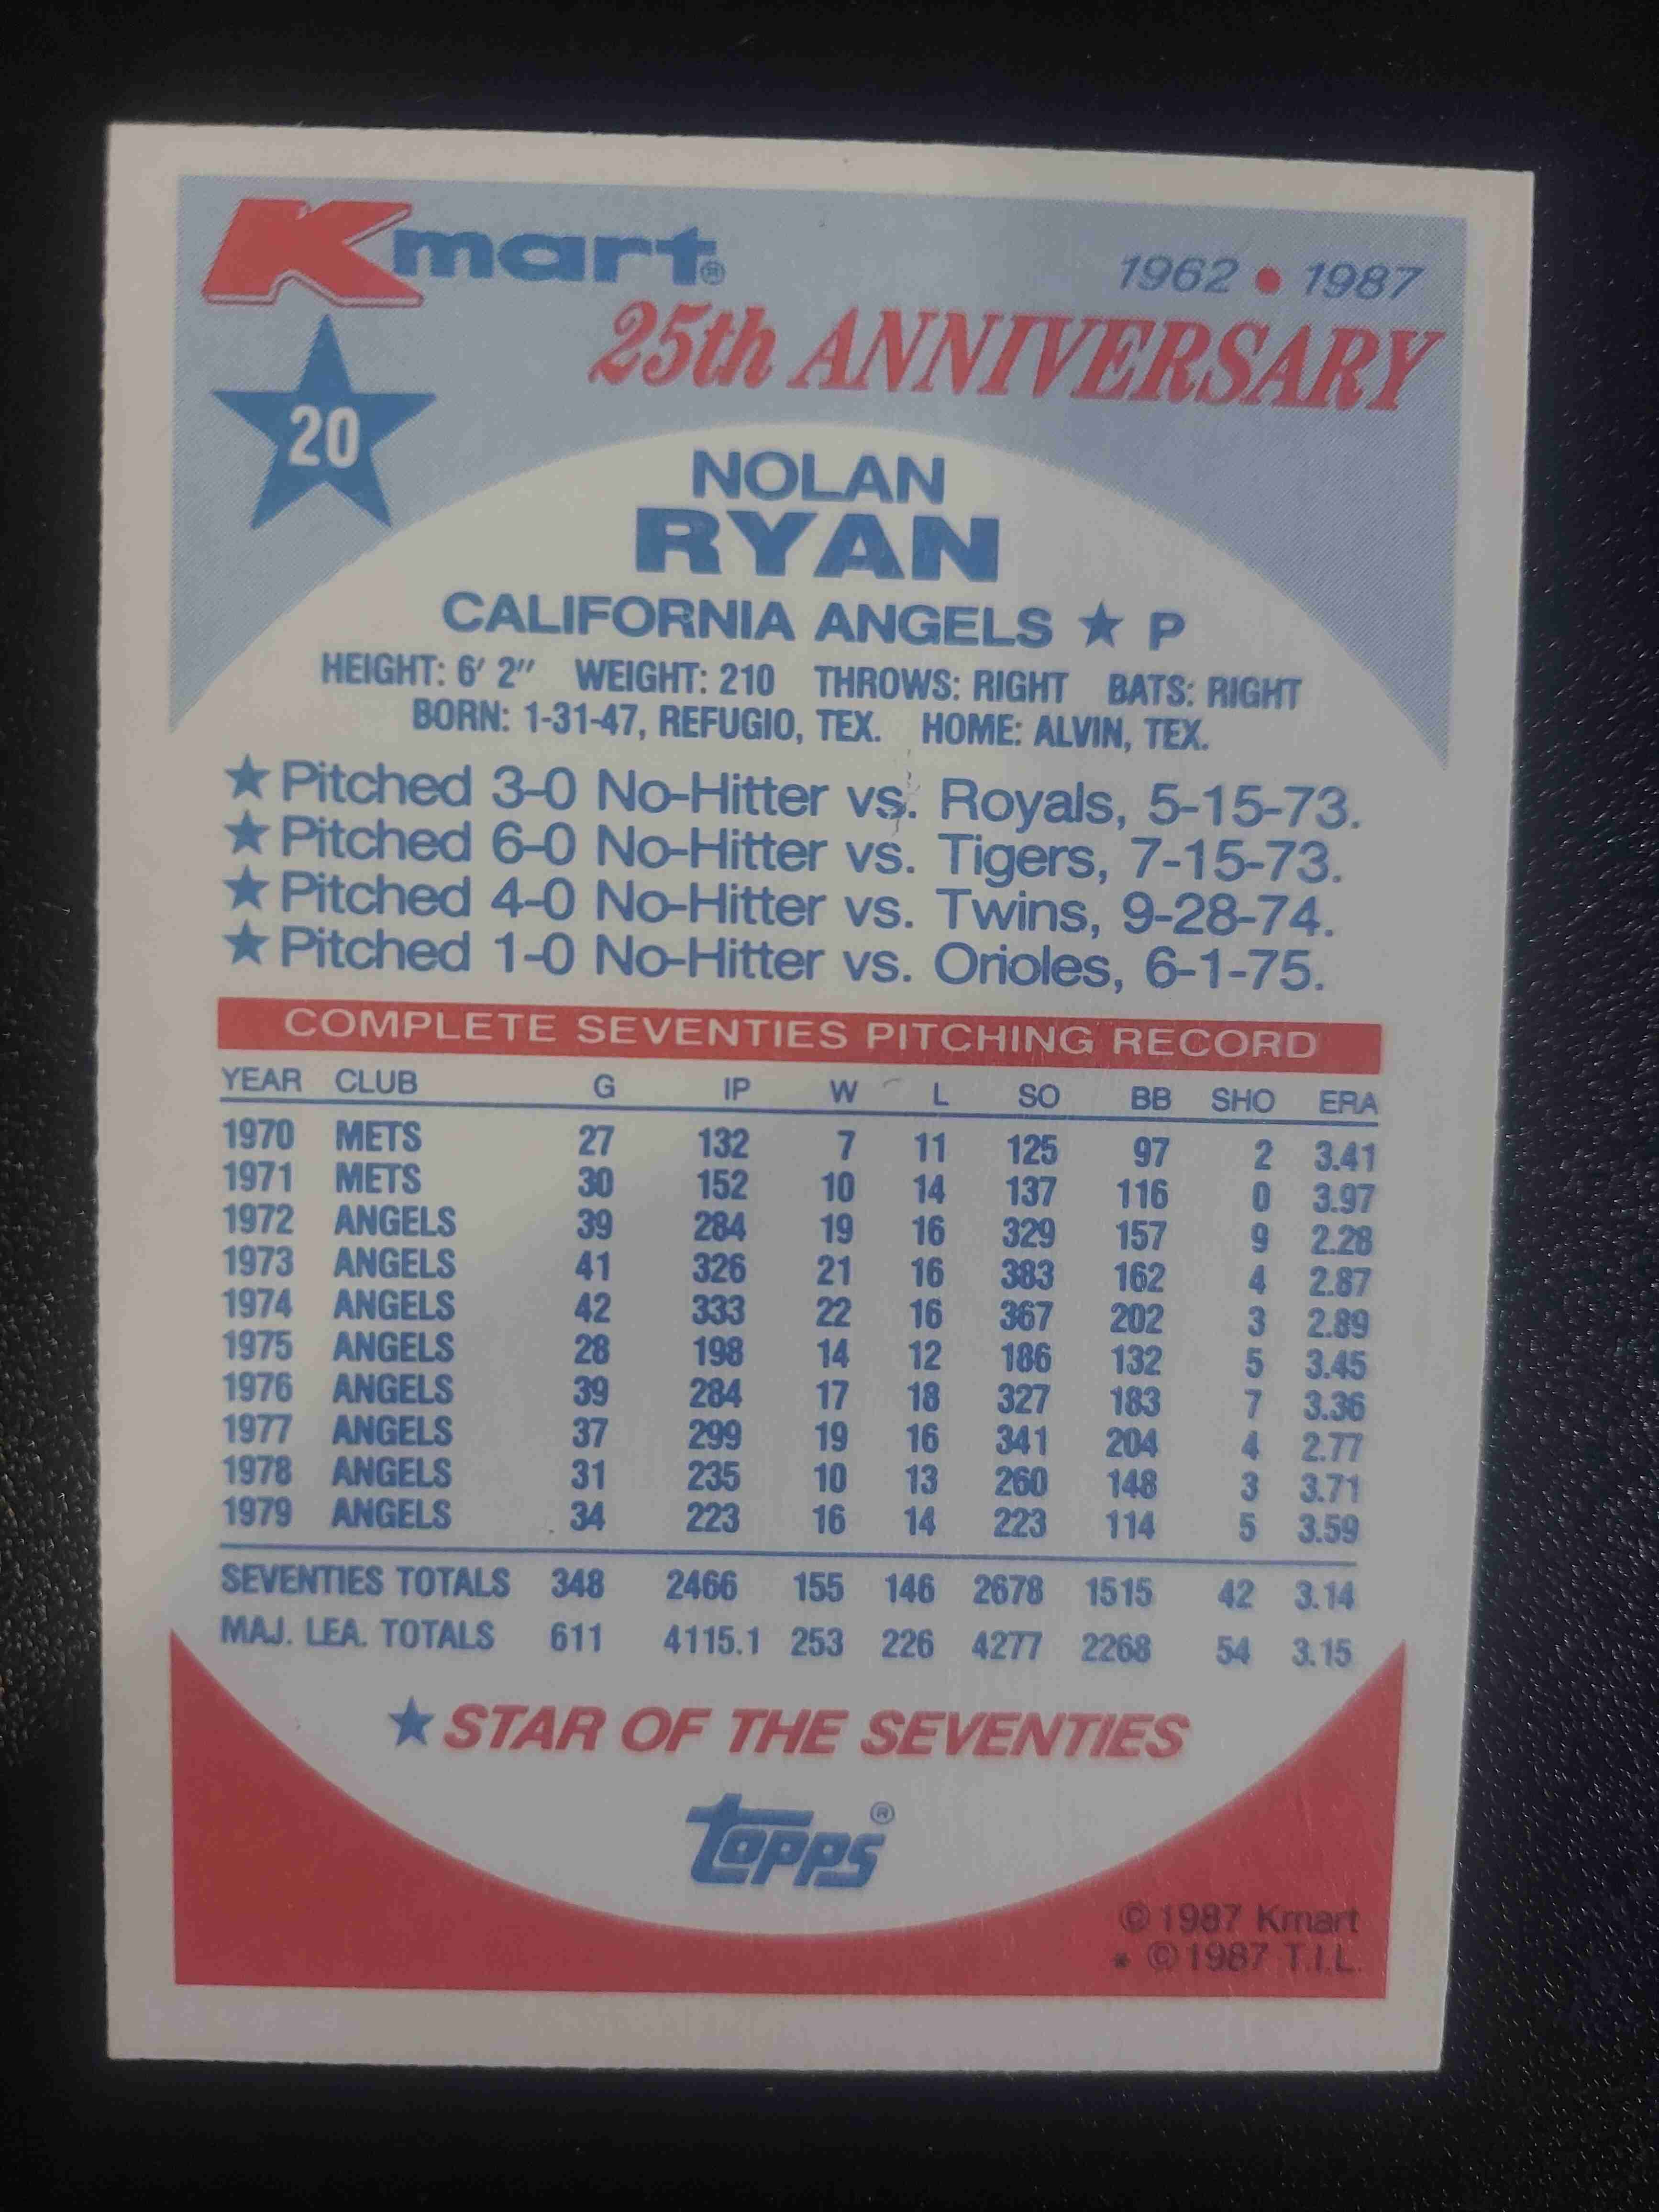 Kmart®
1962 • 1987
25th ANNIVERSARY
20
NOLAN
RYAN
CALIFORNIA ANGELS ★ P
HEIGHT: 6' 2" WEIGHT: 210 THROWS: RIGHT BATS: RIGHT
BORN: 1-31-47, REFUGIO, TEX. HOME: ALVIN, TEX.
★ Pitched 3-0 No-Hitter vs. Royals, 5-15-73.
★ Pitched 6-0 No-Hitter vs. Tigers, 7-15-73.
★ Pitched 4-0 No-Hitter vs. Twins, 9-28-74.
★ Pitched 1-0 No-Hitter vs. Orioles, 6-1-75.
COMPLETE SEVENTIES PITCHING RECORD
YEAR CLUB G IP W L SO BB SHO ERA
1970 METS 27 132 7 11 125 97 2 3.41
1971 METS 30 152 10 14 137 116 0 3.97
1972 ANGELS 39 284 19 16 329 157 9 2.28
1973 ANGELS 41 326 21 16 383 162 4 2.87
1974 ANGELS 42 333 22 16 367 202 3 2.89
1975 ANGELS 28 198 14 12 186 132 5 3.45
1976 ANGELS 39 284 17 18 327 183 7 3.36
1977 ANGELS 37 299 19 16 341 204 4 2.77
1978 ANGELS 31 235 10 13 260 148 3 3.71
1979 ANGELS 34 223 16 14 223 114 5 3.59
SEVENTIES TOTALS 348 2466 155 146 2678 1515 42 3.14
MAJ. LEA. TOTALS 611 4115.1 253 226 4277 2268 54 3.15
★ STAR OF THE SEVENTIES
topps®
© 1987 Kmart
* © 1987 T.I.L.